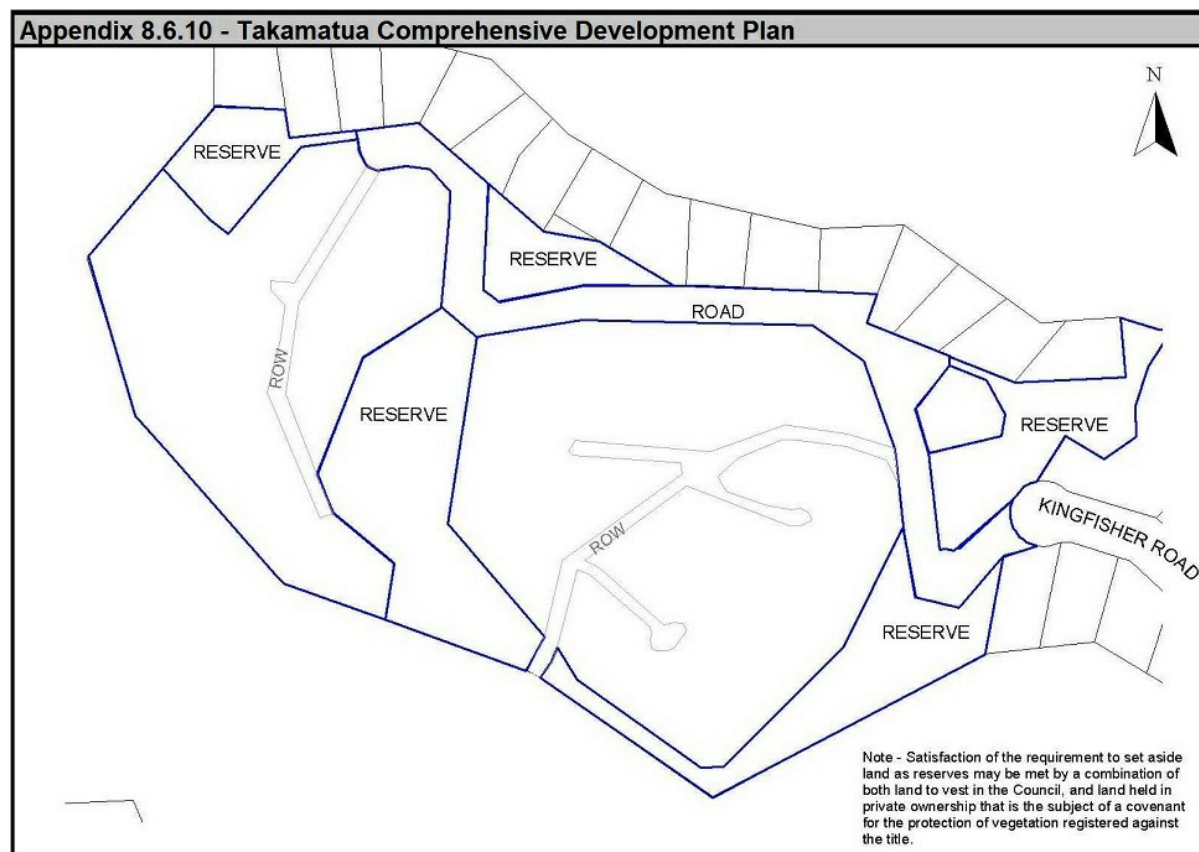 Appendix 8.6.10 - Takamatua Comprehensive Development Plan
N
RESERVE
RESERVE
ROAD
ROW
RESERVE
RESERVE
KINGFISHER ROAD
ROW
RESERVE
Note - Satisfaction of the requirement to set aside
land as reserves may be met by a combination of
both land to vest in the Council, and land held in
private ownership that is the subject of a covenant
for the protection of vegetation registered against
the title.